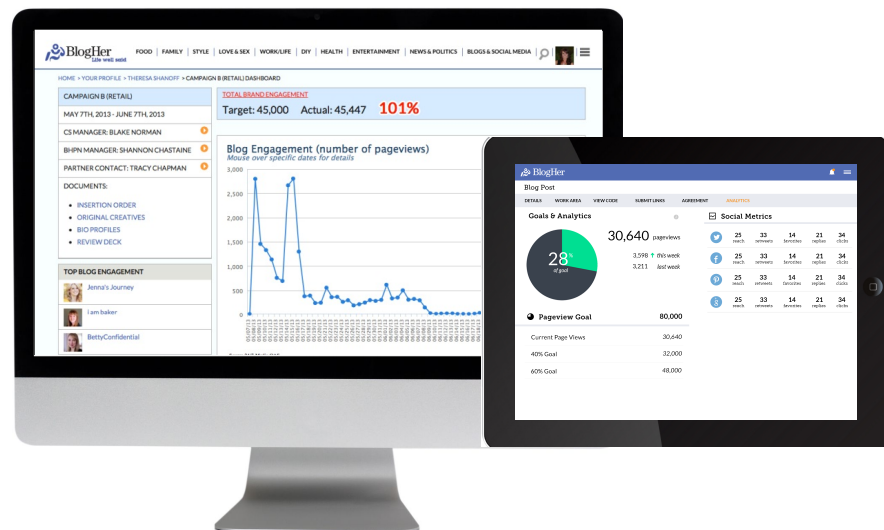 BlogHer
Life well said
FOOD | FAMILY | STYLE | LOVE & SEX | WORK/LIFE | DIY | HEALTH | ENTERTAINMENT | NEWS & POLITICS | BLOGS & SOCIAL MEDIA
HOME > YOUR PROFILE > THERESA SHANOFF > CAMPAIGN B (RETAIL) DASHBOARD
CAMPAIGN B (RETAIL)
MAY 7TH, 2013 - JUNE 7TH, 2013
CS MANAGER: BLAKE NORMAN
BHPN MANAGER: SHANNON CHASTAINE
PARTNER CONTACT: TRACY CHAPMAN
DOCUMENTS:
INSERTION ORDER
ORIGINAL CREATIVES
BIO PROFILES
REVIEW DECK
TOP BLOG ENGAGEMENT
Jenna's Journey
i am baker
BettyConfidential
TOTAL BRAND ENGAGEMENT
Target: 45,000 Actual: 45,447 101%
Blog Engagement (number of pageviews)
Mouse over specific dates for details
3,000
2,500
2,000
1,500
1,000
500
0
BlogHer
Blog Post
DETAILS WORK AREA VIEW CODE SUBMIT LINKS AGREEMENT ANALYTICS
Goals & Analytics
28%
of goal
30,640 pageviews
3,598 this week
3,211 last week
Pageview Goal 80,000
Current Page Views 30,640
40% Goal 32,000
60% Goal 48,000
Social Metrics
25 33 14 21 34
reach retweets favorites replies clicks
25 33 14 21 34
reach retweets favorites replies clicks
25 33 14 21 34
reach retweets favorites replies clicks
25 33 14 21 34
reach retweets favorites replies clicks